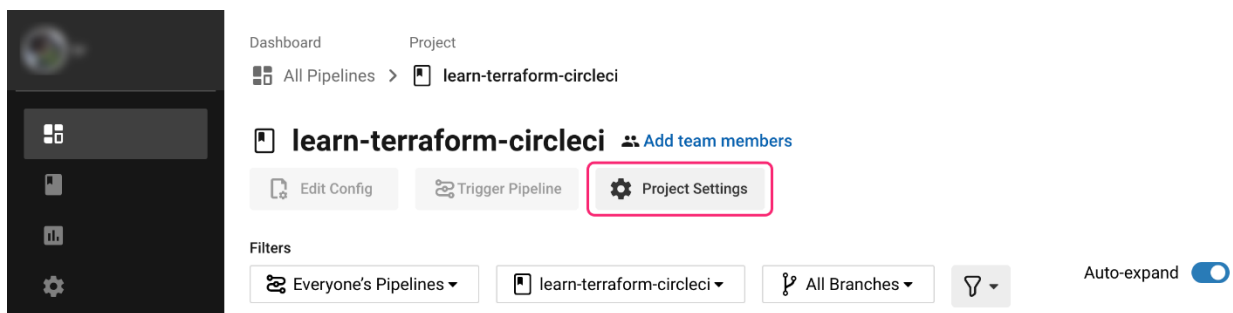 Dashboard Project
All Pipelines > learn-terraform-circleci
learn-terraform-circleci Add team members
Edit Config Trigger Pipeline Project Settings
Filters
Everyone's Pipelines learn-terraform-circleci All Branches Auto-expand